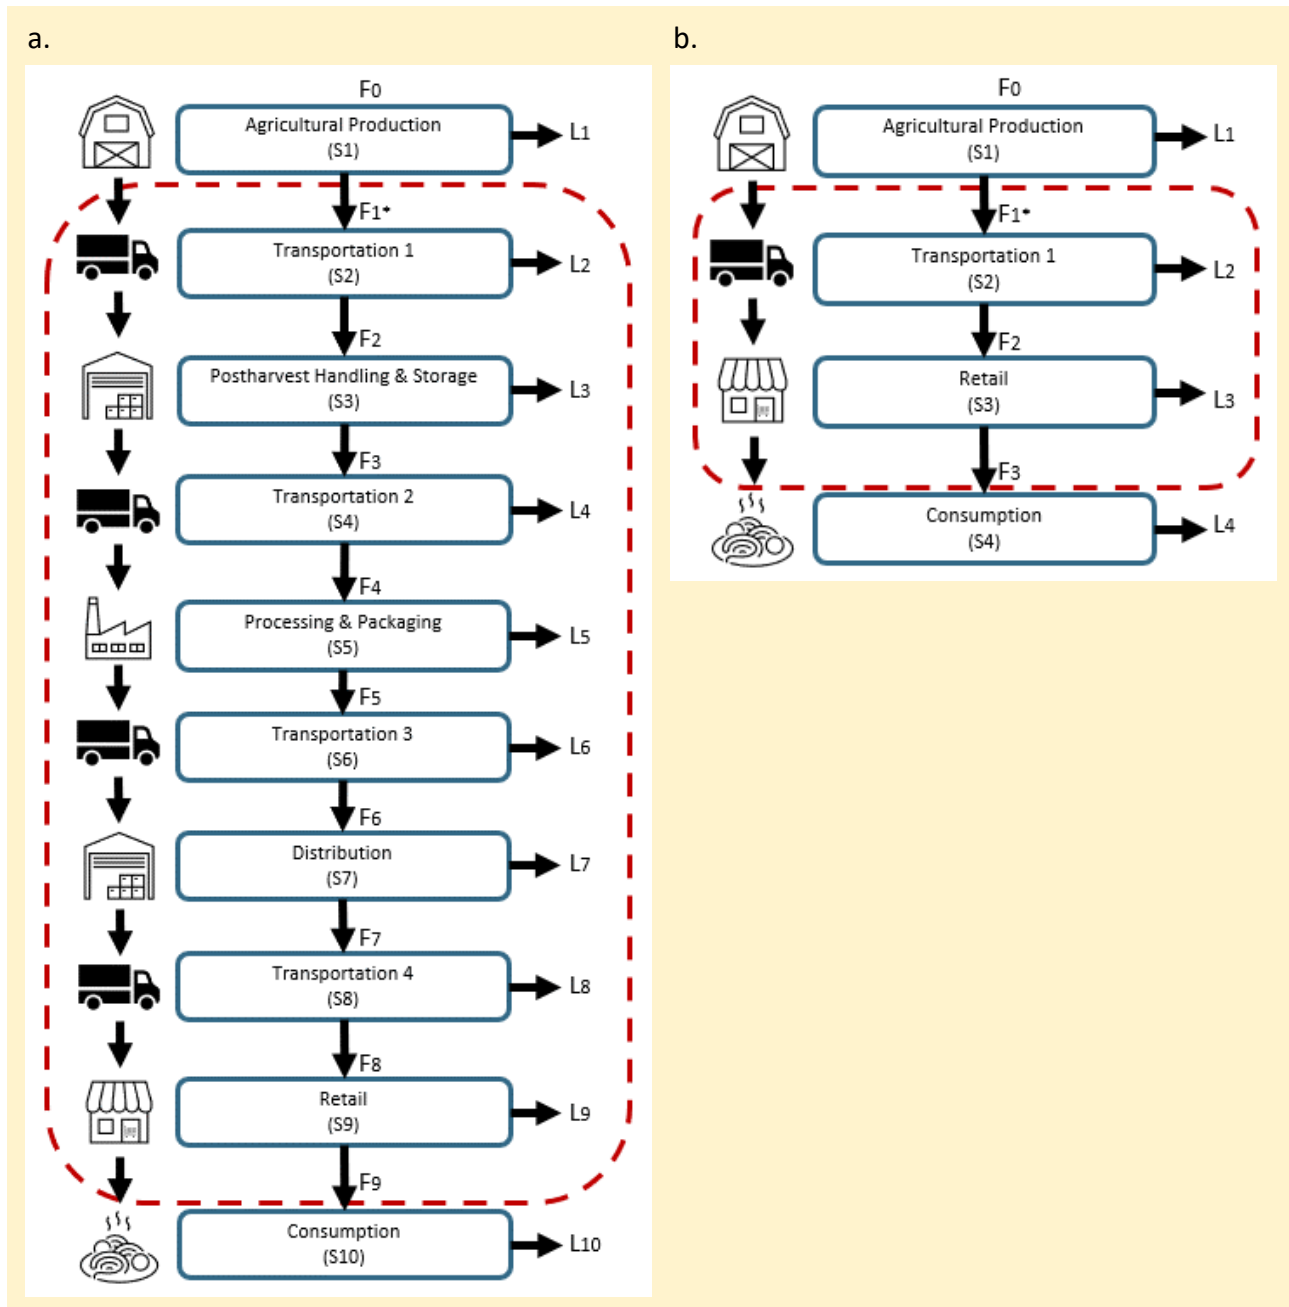 a.
F0
Agricultural Production
(S1)
L1
F1*
Transportation 1
(S2)
L2
F2
Postharvest Handling & Storage
(S3)
L3
F3
Transportation 2
(S4)
L4
F4
Processing & Packaging
(S5)
L5
F5
Transportation 3
(S6)
L6
F6
Distribution
(S7)
L7
F7
Transportation 4
(S8)
L8
F8
Retail
(S9)
L9
F9
Consumption
(S10)
L10
b.
F0
Agricultural Production
(S1)
L1
F1*
Transportation 1
(S2)
L2
F2
Retail
(S3)
L3
F3
Consumption
(S4)
L4